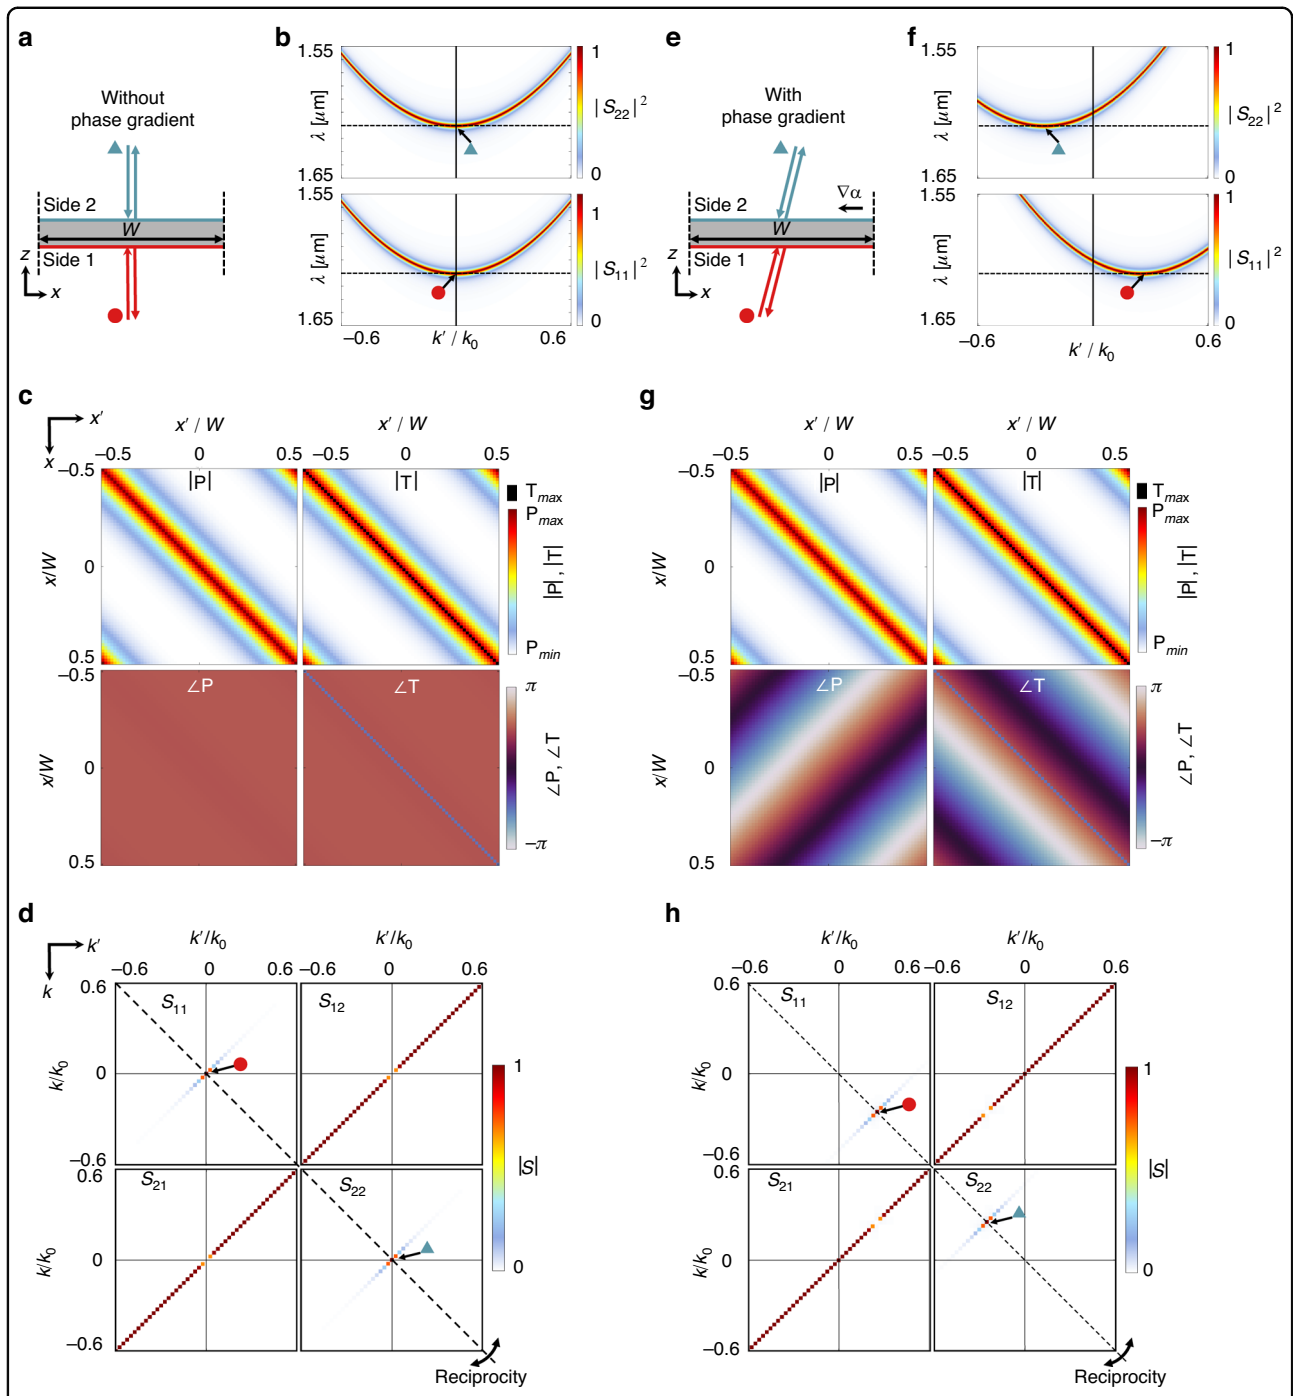 a
Without
phase gradient
Side 2
W
Side 1
z
x
b
1.55
λ [μm]
1.65
|S22|²
1
0
1.55
λ [μm]
1.65
|S11|²
1
0
−0.6
k′ / k0
0.6
e
With
phase gradient
∇α
Side 2
W
Side 1
z
x
f
1.55
λ [μm]
1.65
|S22|²
1
0
1.55
λ [μm]
1.65
|S11|²
1
0
−0.6
k′ / k0
0.6
c
x′
x
x′ / W
x′ / W
−0.5 0 0.5
−0.5 0 0.5
−0.5
x/W
0
0.5
|P|
|T|
Tmax
Pmax
|P|, |T|
Pmin
x/W
0
0.5
∠P
∠T
π
∠P, ∠T
−π
g
x′ / W
x′ / W
−0.5 0 0.5
−0.5 0 0.5
−0.5
x/W
0
0.5
|P|
|T|
Tmax
Pmax
|P|, |T|
Pmin
x/W
0
0.5
∠P
∠T
π
∠P, ∠T
−π
d
k′
k
k′/k0
k′/k0
−0.6 0 0.6
−0.6 0 0.6
0.6
k/k0
0
−0.6
S11
S12
0.6
k/k0
0
−0.6
S21
S22
1
|S|
0
Reciprocity
h
k′/k0
k′/k0
−0.6 0 0.6
−0.6 0 0.6
0.6
k/k0
0
−0.6
S11
S12
0.6
k/k0
0
−0.6
S21
S22
1
|S|
0
Reciprocity